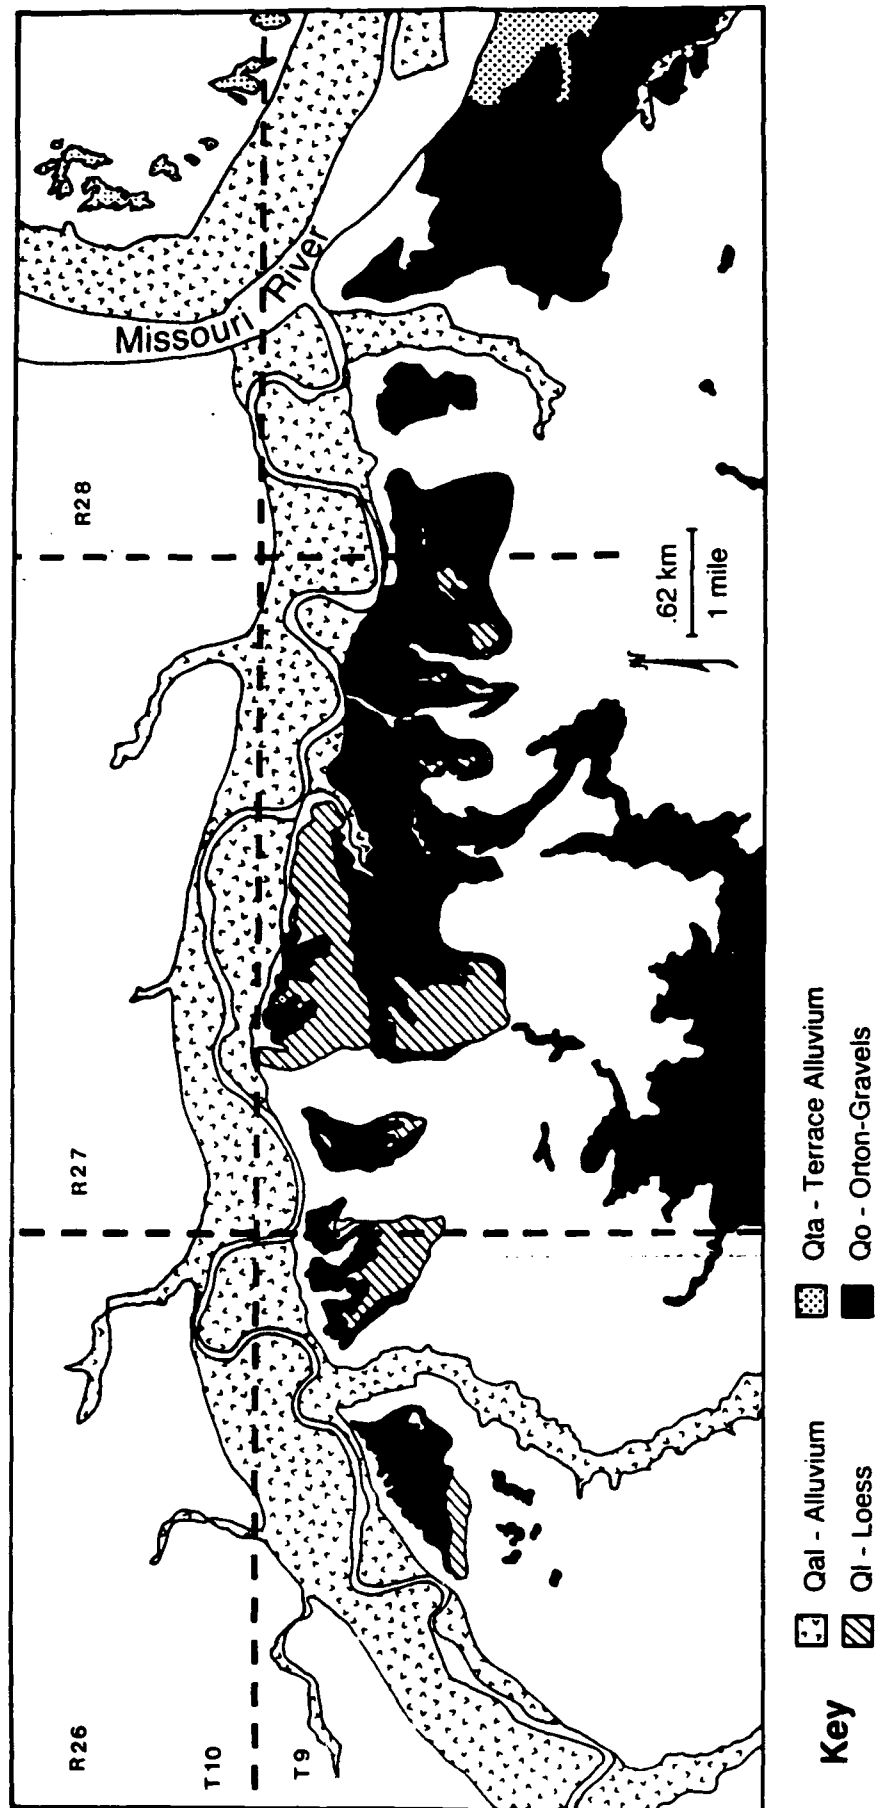 R26
R27
R28
T10
T9
Missouri River
N
.62 km
1 mile
Key
Qal - Alluvium
Qta - Terrace Alluvium
Ql - Loess
Qo - Orton-Gravels